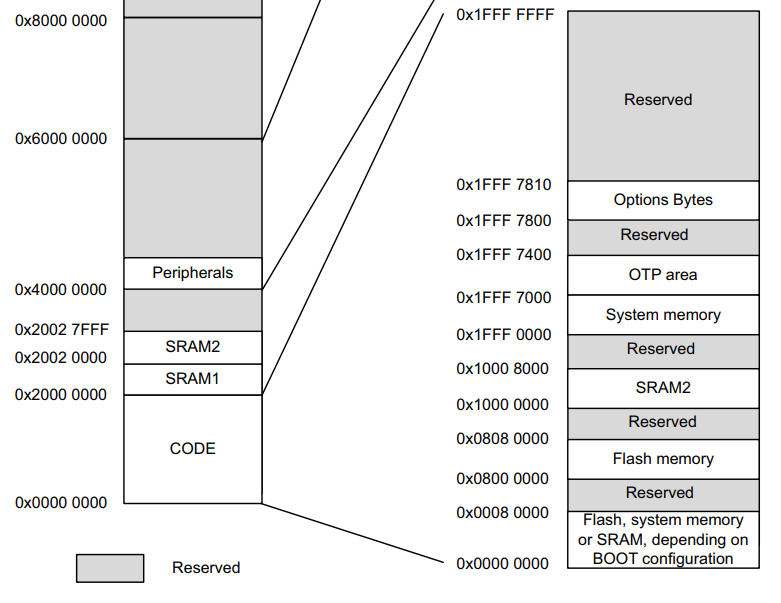 0x8000 0000
0x6000 0000
Peripherals
0x4000 0000
0x2002 7FFF
SRAM2
0x2002 0000
SRAM1
0x2000 0000
CODE
0x0000 0000
Reserved
0x1FFF FFFF
Reserved
0x1FFF 7810
Options Bytes
0x1FFF 7800
Reserved
0x1FFF 7400
OTP area
0x1FFF 7000
System memory
0x1FFF 0000
Reserved
0x1000 8000
SRAM2
0x1000 0000
Reserved
0x0808 0000
Flash memory
0x0800 0000
Reserved
0x0008 0000
Flash, system memory
or SRAM, depending on
BOOT configuration
0x0000 0000